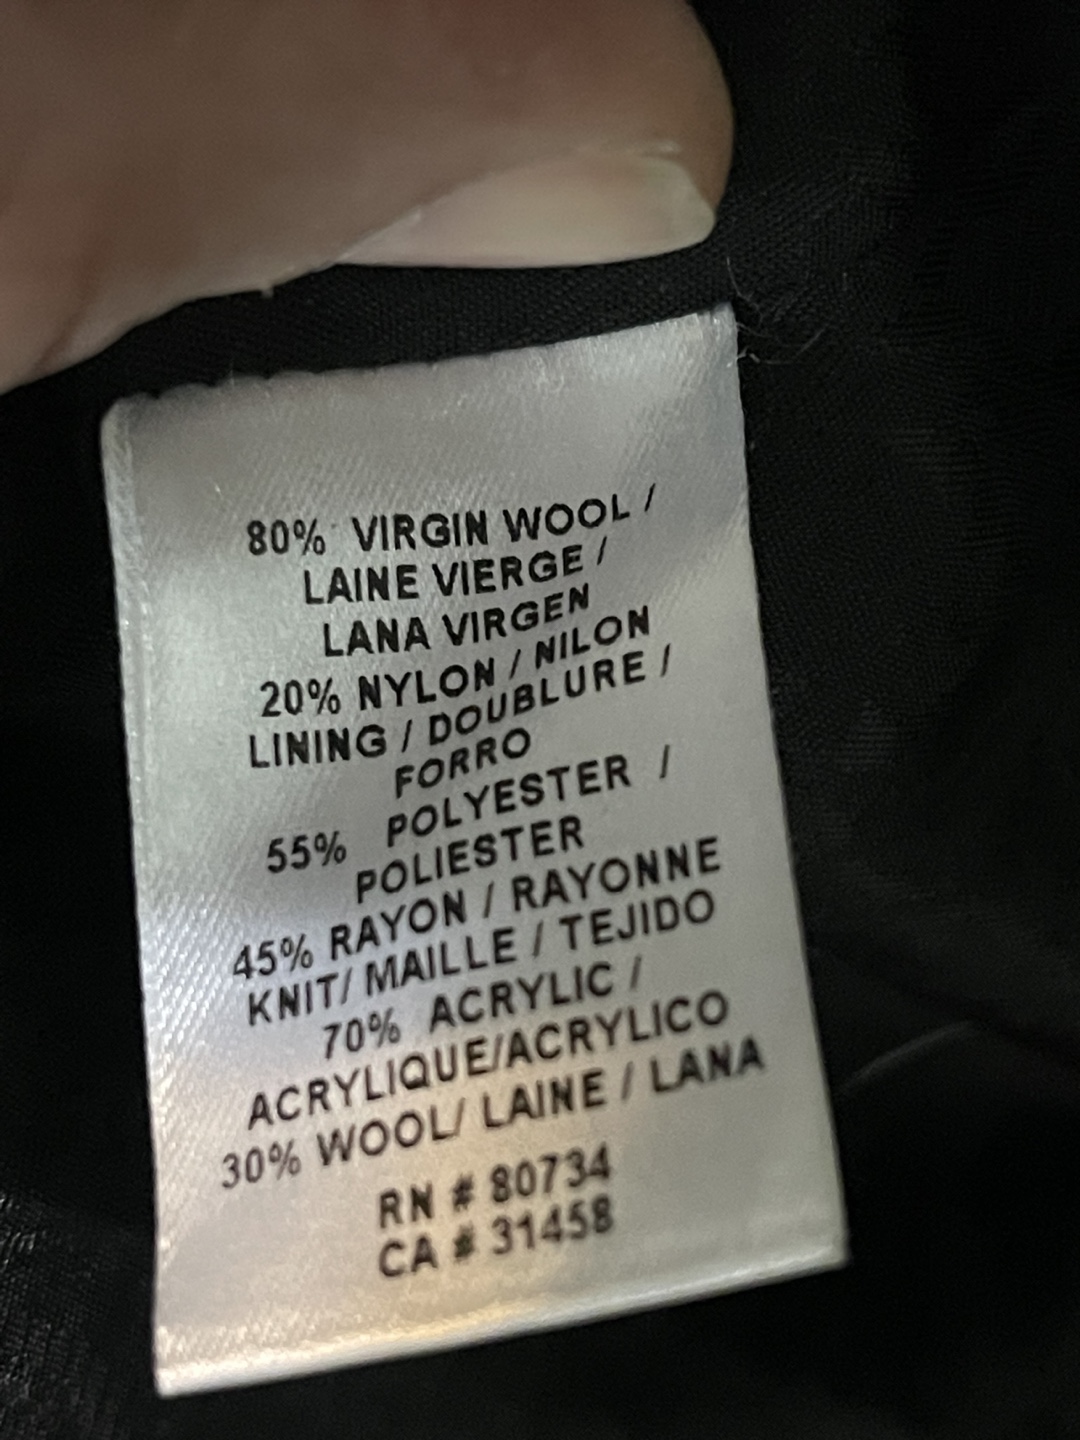 80% VIRGIN WOOL /
LAINE VIERGE /
LANA VIRGEN
20% NYLON / NILON
LINING / DOUBLURE /
FORRO
55% POLYESTER /
POLIESTER
45% RAYON / RAYONNE
KNIT/ MAILLE / TEJIDO
70% ACRYLIC /
ACRYLIQUE/ACRYLICO
30% WOOL/ LAINE / LANA
RN # 80734
CA # 31458